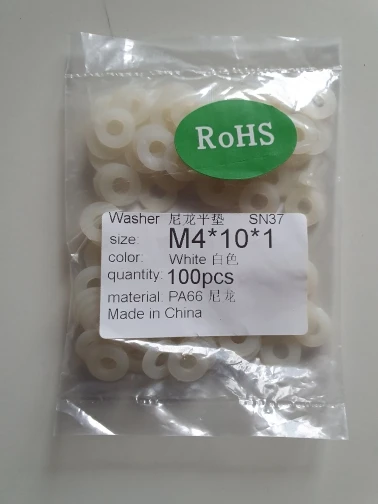 RoHS
Washer 尼龙平垫 SN37
size: M4*10*1
color: White 白色
quantity: 100pcs
material: PA66 尼龙
Made in China